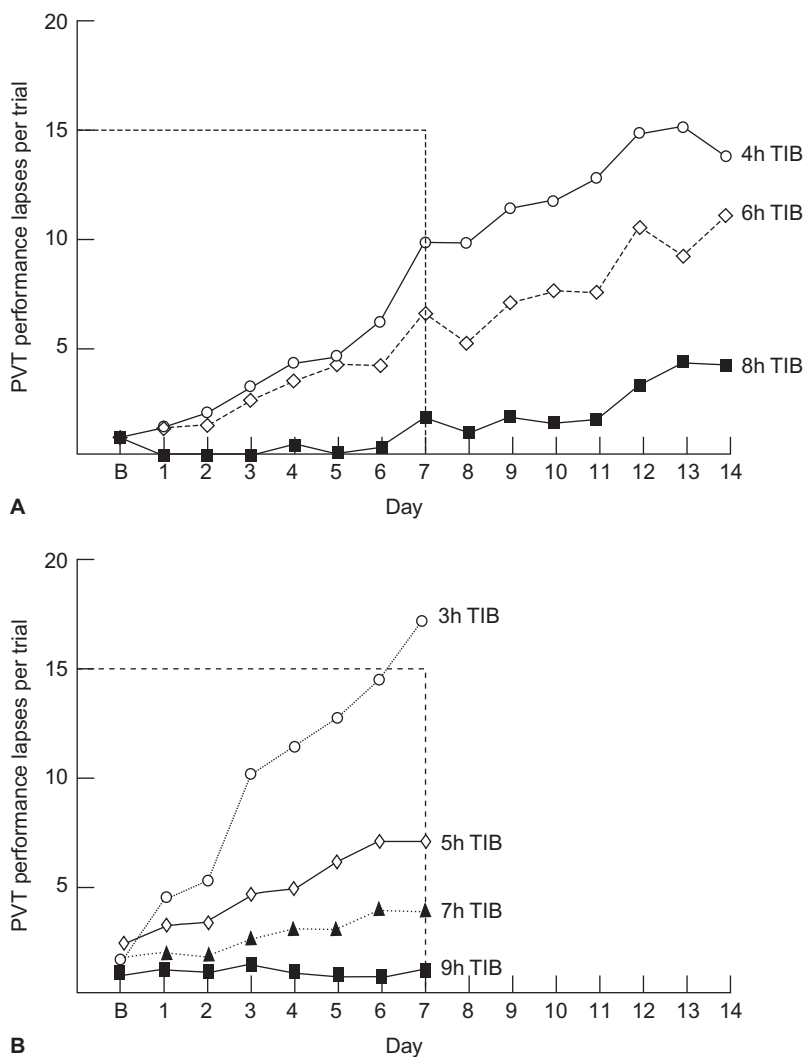 20
15
10
5
PVT performance lapses per trial
4h TIB
6h TIB
8h TIB
B 1 2 3 4 5 6 7 8 9 10 11 12 13 14
Day
A
20
15
10
5
PVT performance lapses per trial
3h TIB
5h TIB
7h TIB
9h TIB
B 1 2 3 4 5 6 7 8 9 10 11 12 13 14
Day
B